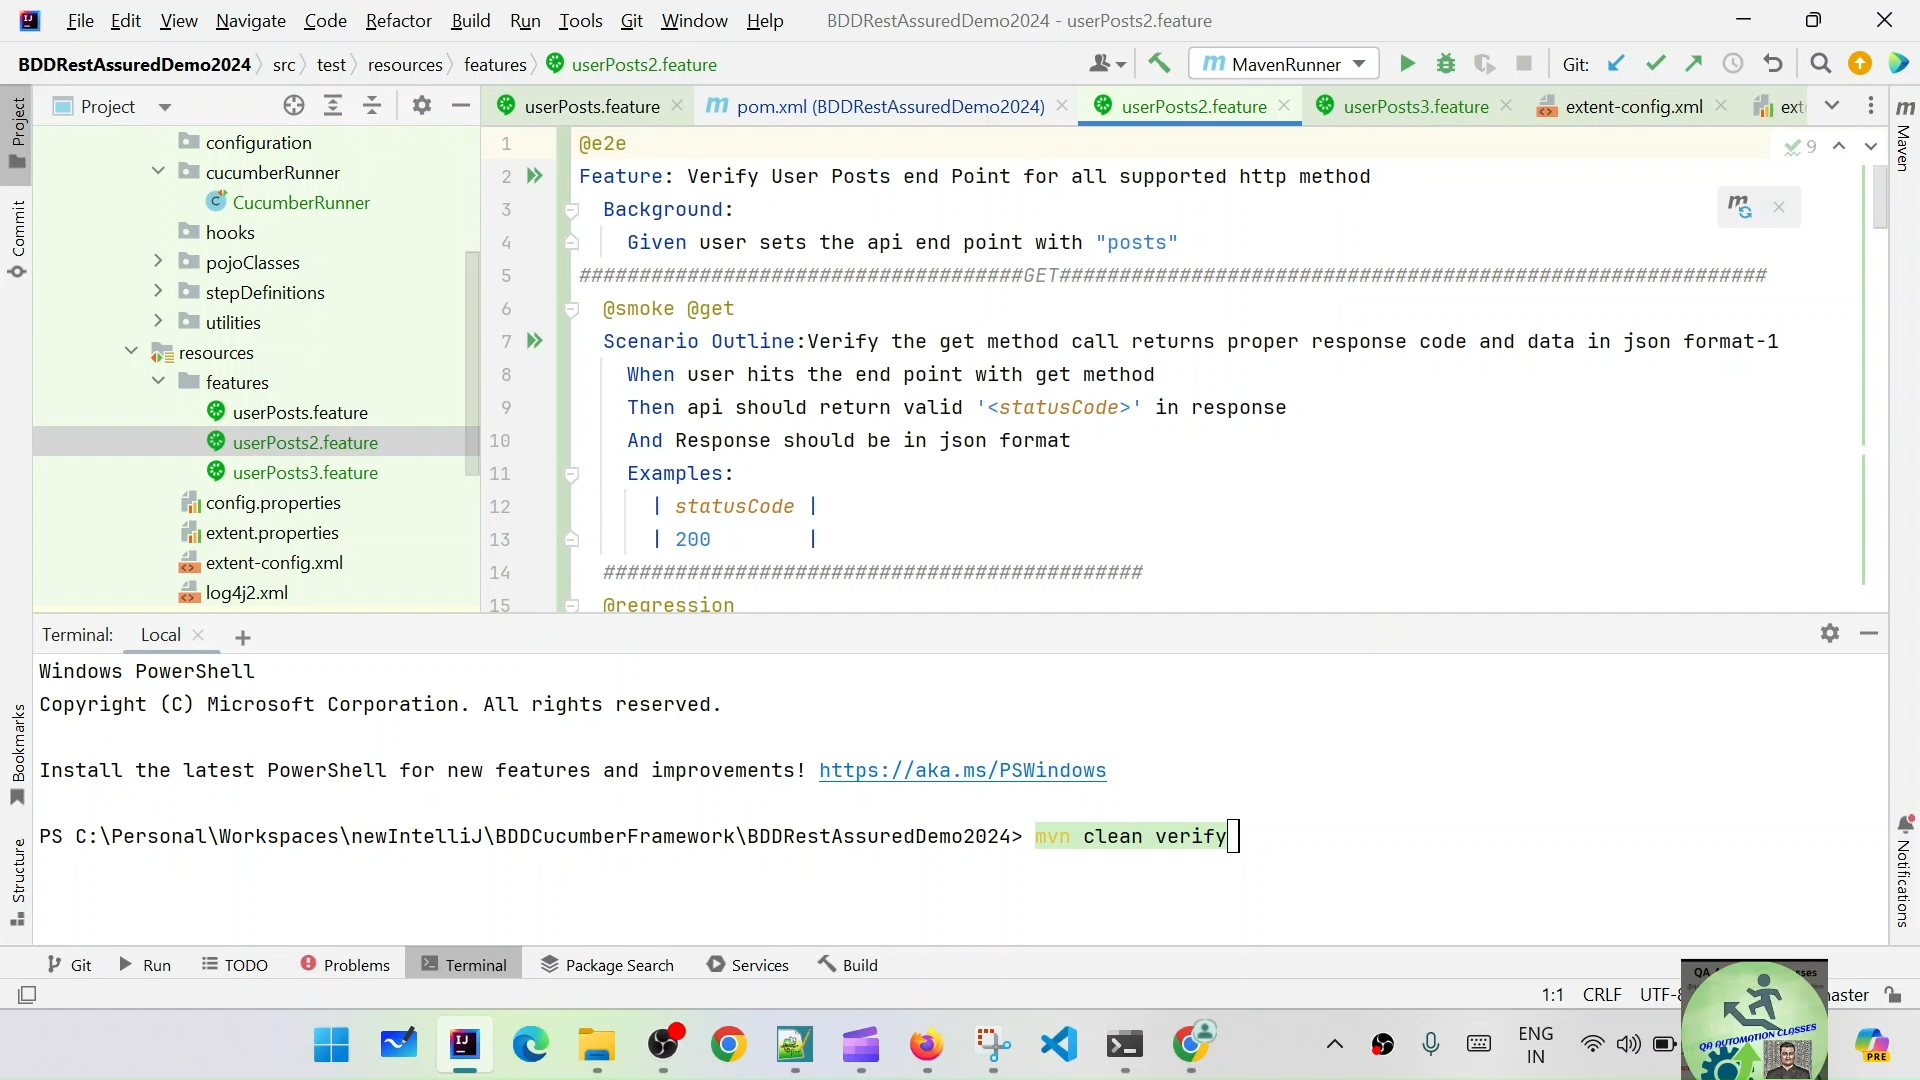 File Edit View Navigate Code Refactor Build Run Tools Git Window Help BDDRestAssuredDemo2024 - userPosts2.feature
BDDRestAssuredDemo2024 src test resources features userPosts2.feature MavenRunner Git:
Project
userPosts.feature pom.xml (BDDRestAssuredDemo2024) userPosts2.feature userPosts3.feature extent-config.xml
Project
Commit
Bookmarks
Structure
Maven
Notifications
configuration
cucumberRunner
CucumberRunner
hooks
pojoClasses
stepDefinitions
utilities
resources
features
userPosts.feature
userPosts2.feature
userPosts3.feature
config.properties
extent.properties
extent-config.xml
log4j2.xml
9
1 @e2e
2 Feature: Verify User Posts end Point for all supported http method
3 Background:
4 Given user sets the api end point with "posts"
5 #####################################GET###########################################################
6 @smoke @get
7 Scenario Outline:Verify the get method call returns proper response code and data in json format-1
8 When user hits the end point with get method
9 Then api should return valid '<statusCode>' in response
10 And Response should be in json format
11 Examples:
12 | statusCode |
13 | 200 |
14 #############################################
15 @regression
Terminal: Local
Windows PowerShell
Copyright (C) Microsoft Corporation. All rights reserved.
Install the latest PowerShell for new features and improvements! https://aka.ms/PSWindows
PS C:\Personal\Workspaces\newIntelliJ\BDDCucumberFramework\BDDRestAssuredDemo2024> mvn clean verify
Git Run TODO Problems Terminal Package Search Services Build
1:1 CRLF
ENG
IN
QA AUTOMATION CLASSES
PRE